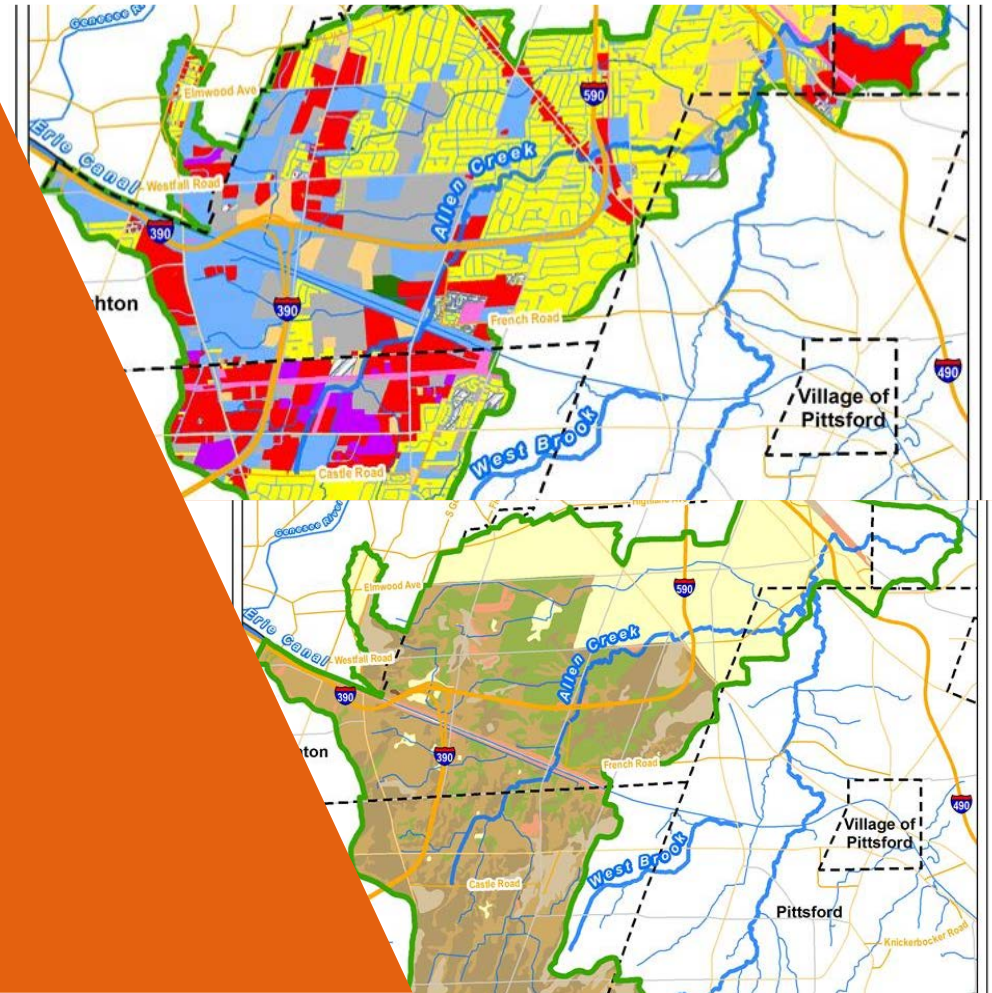 Genesee Ri
Elmwood Ave
590
Erie Canal
Westfall Road
Allen Creek
390
hton
390
French Road
490
Village of
Pittsford
West Brook
Castle Road
Genesee River
Elmwood Ave
590
Erie Canal
Allen Creek
Westfall Road
390
ton
390
French Road
490
Village of
Pittsford
West Brook
Castle Road
Pittsford
Knickerbocker Road